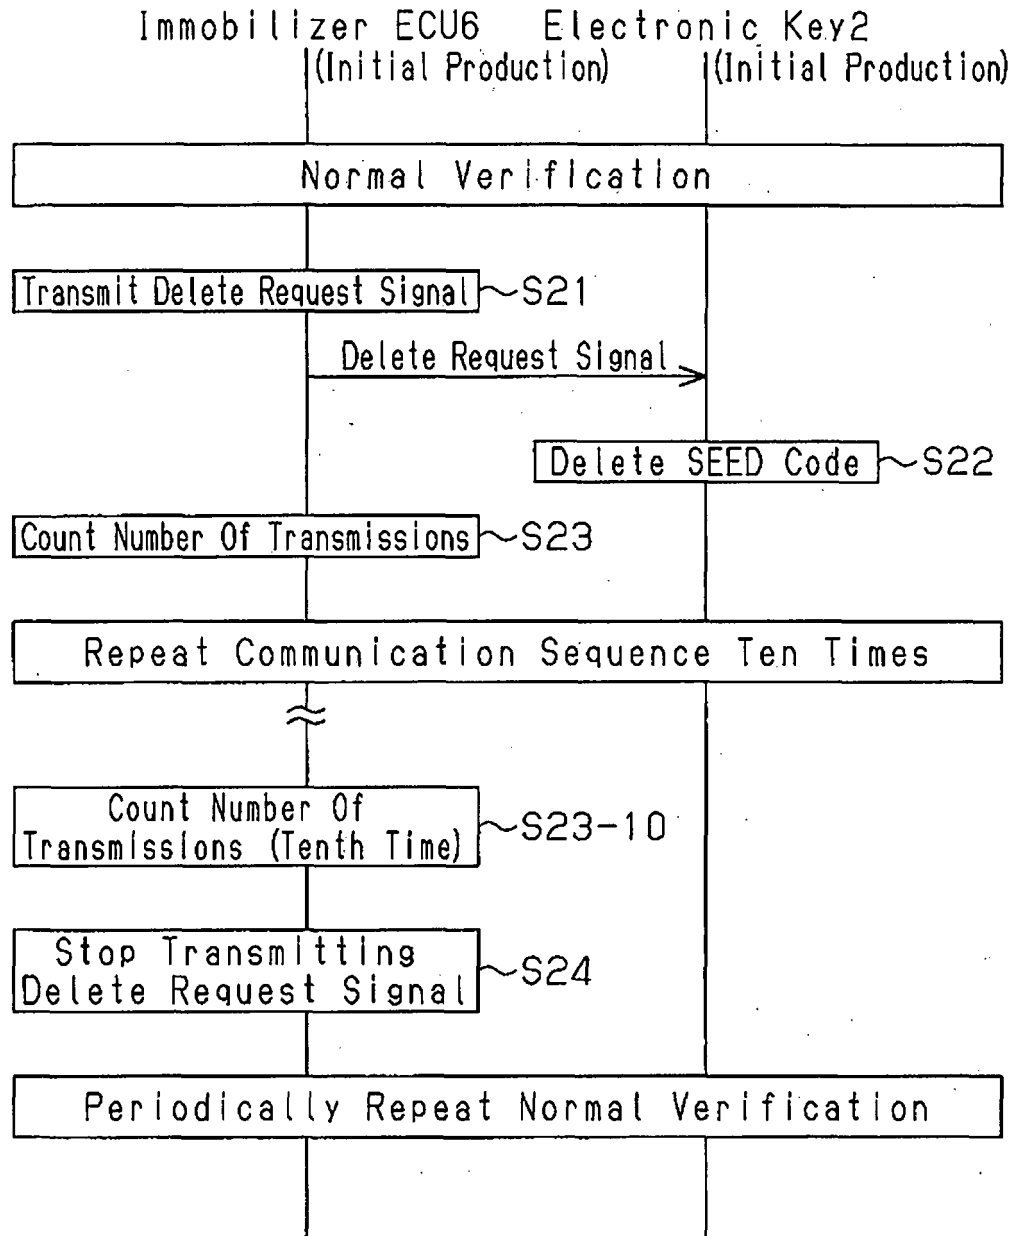 Immobilizer ECU6 Electronic Key2
(Initial Production) (Initial Production)
Normal Verification
Transmit Delete Request Signal S21
Delete Request Signal
Delete SEED Code S22
Count Number Of Transmissions S23
Repeat Communication Sequence Ten Times
Count Number Of
Transmissions (Tenth Time) S23-10
Stop Transmitting
Delete Request Signal S24
Periodically Repeat Normal Verification